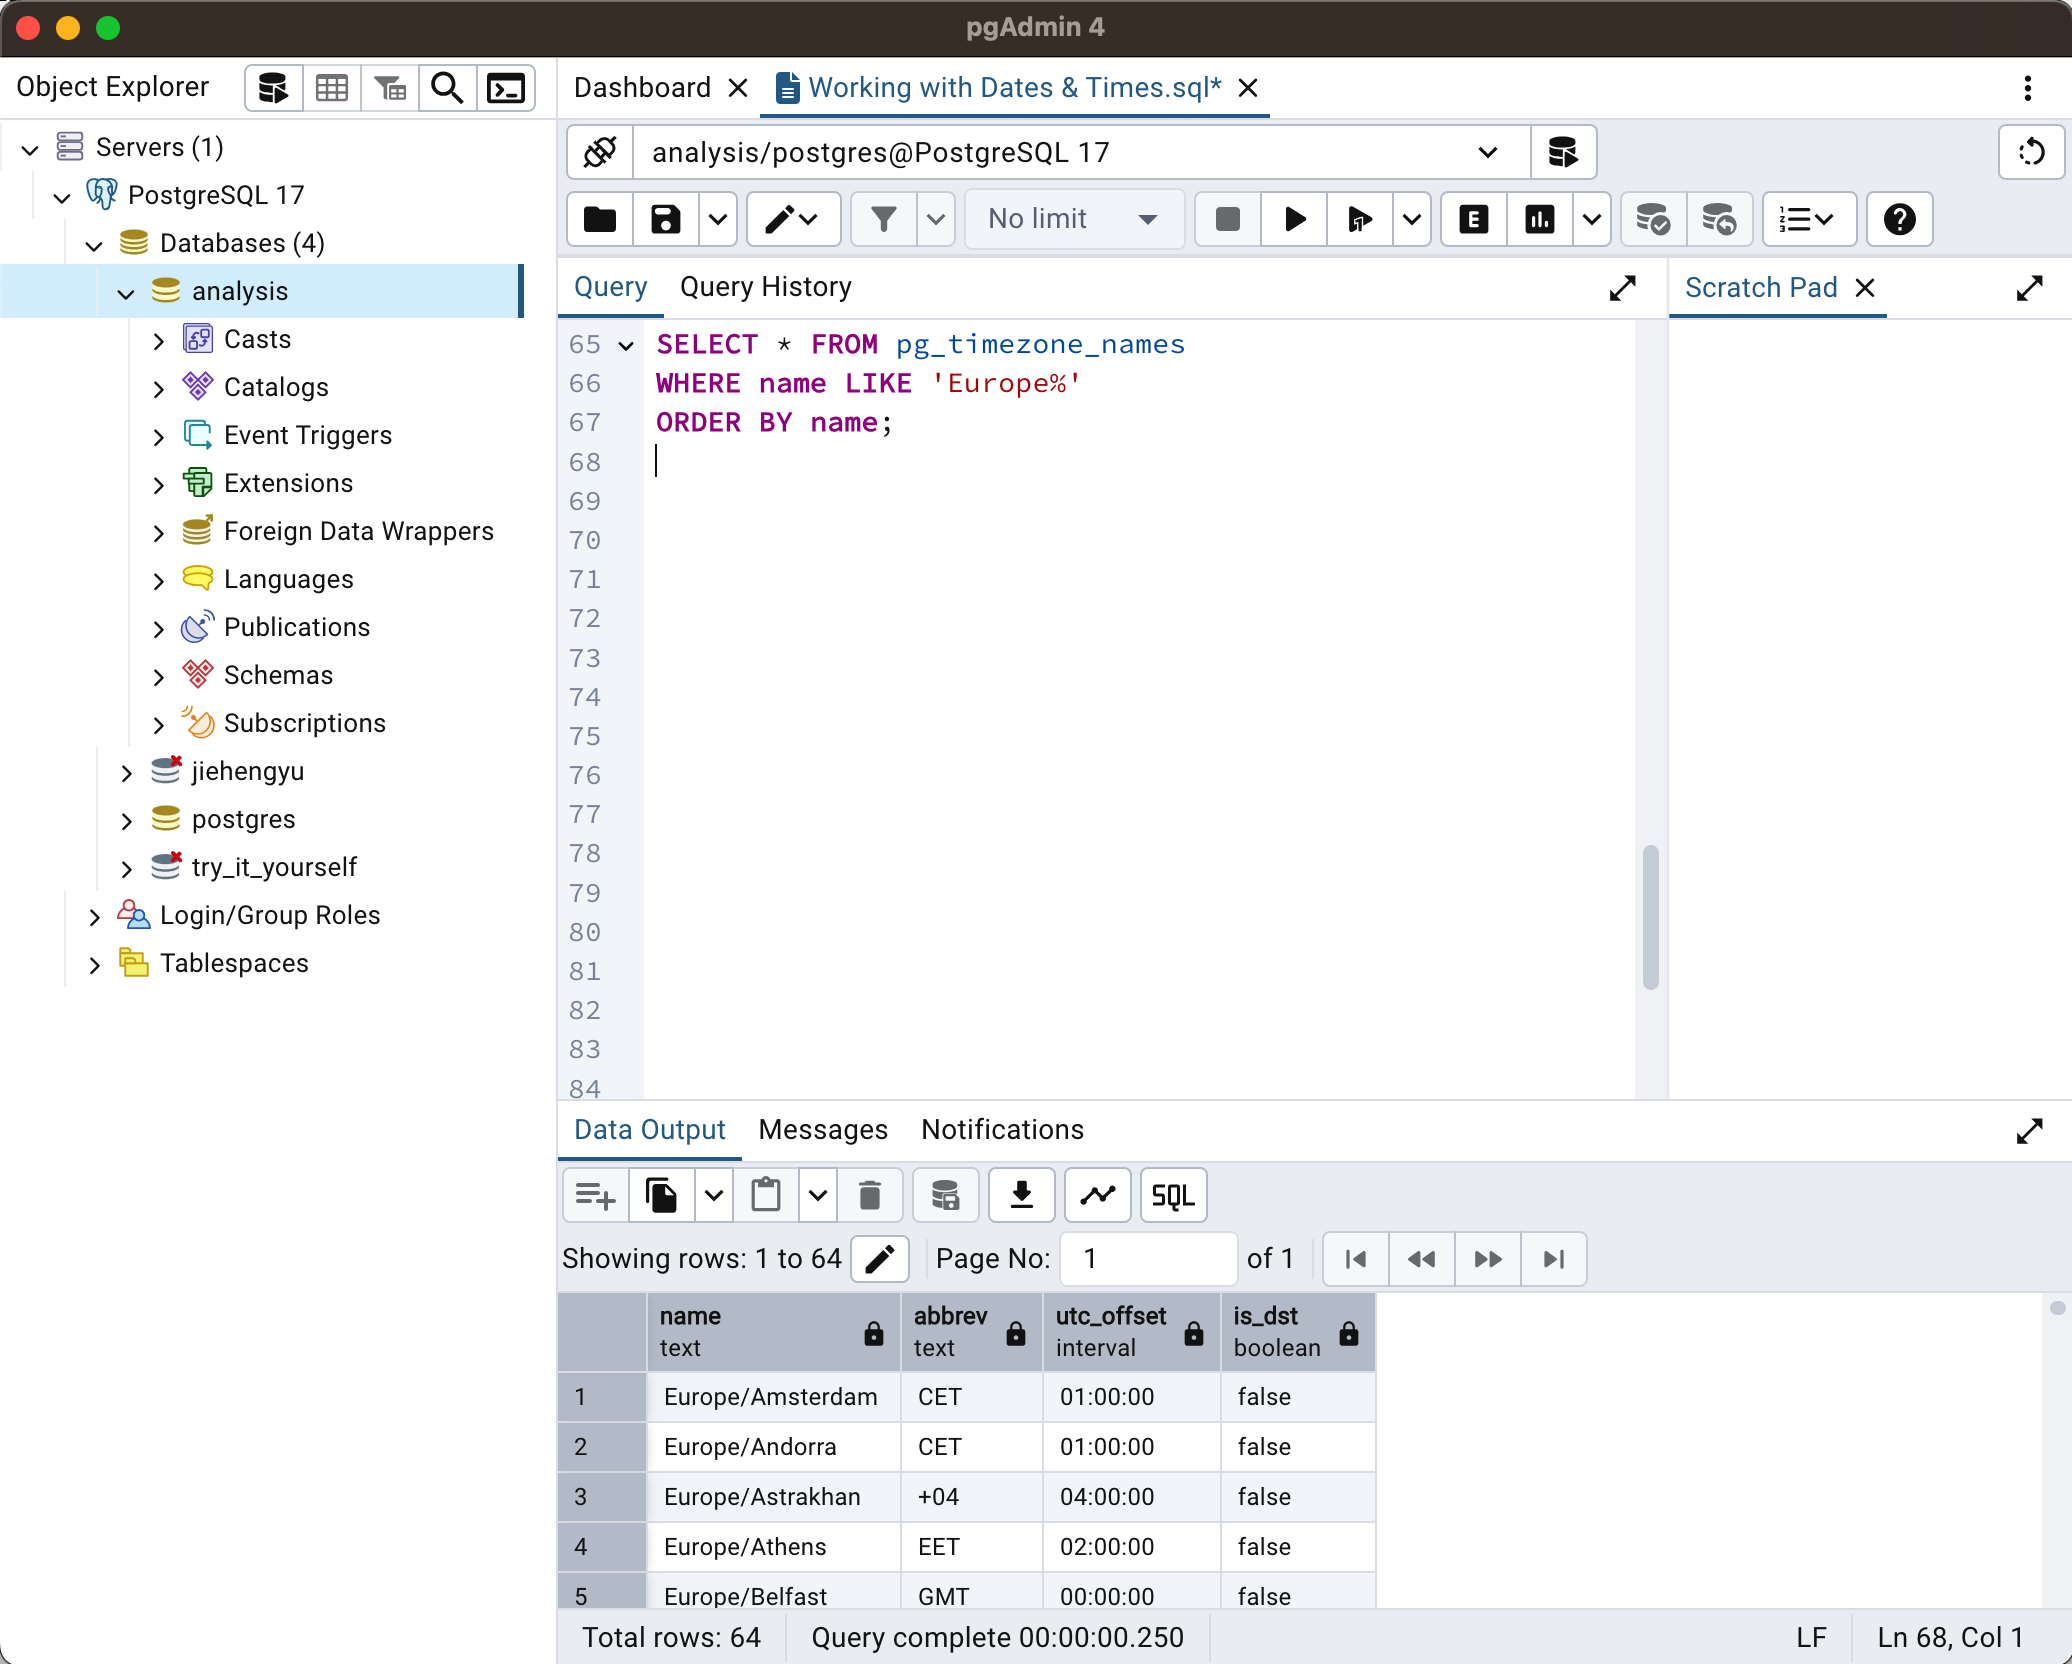 pgAdmin 4
Object Explorer
Servers (1)
PostgreSQL 17
Databases (4)
analysis
Casts
Catalogs
Event Triggers
Extensions
Foreign Data Wrappers
Languages
Publications
Schemas
Subscriptions
jiehengyu
postgres
try_it_yourself
Login/Group Roles
Tablespaces
Dashboard
Working with Dates & Times.sql*
analysis/postgres@PostgreSQL 17
No limit
E
Query
Query History
Scratch Pad
65 SELECT * FROM pg_timezone_names
66 WHERE name LIKE 'Europe%'
67 ORDER BY name;
68
69
70
71
72
73
74
75
76
77
78
79
80
81
82
83
84
Data Output
Messages
Notifications
SQL
Showing rows: 1 to 64
Page No: 1 of 1
name abbrev utc_offset is_dst
text text interval boolean
1 Europe/Amsterdam CET 01:00:00 false
2 Europe/Andorra CET 01:00:00 false
3 Europe/Astrakhan +04 04:00:00 false
4 Europe/Athens EET 02:00:00 false
5 Europe/Belfast GMT 00:00:00 false
Total rows: 64
Query complete 00:00:00.250
LF
Ln 68, Col 1